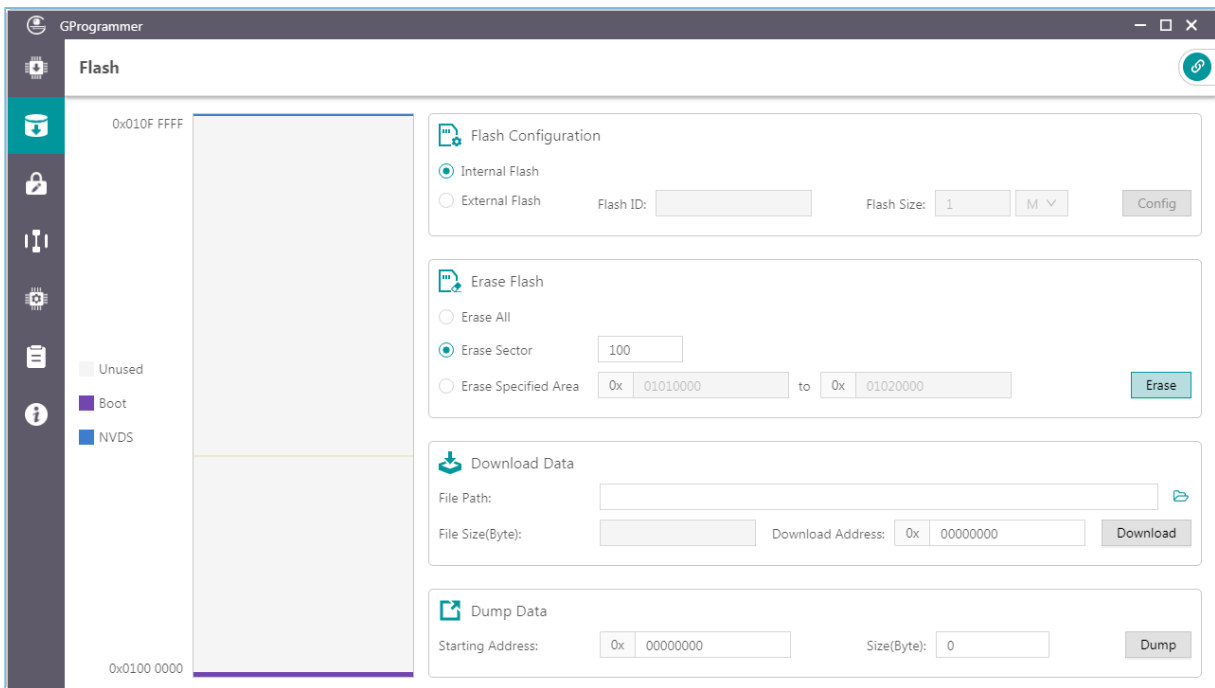 GProgrammer
Flash
0x010F FFFF
Unused
Boot
NVDS
0x0100 0000
Flash Configuration
Internal Flash
External Flash Flash ID: Flash Size: 1 M Config
Erase Flash
Erase All
Erase Sector 100
Erase Specified Area 0x 01010000 to 0x 01020000 Erase
Download Data
File Path:
File Size(Byte): Download Address: 0x 00000000 Download
Dump Data
Starting Address: 0x 00000000 Size(Byte): 0 Dump